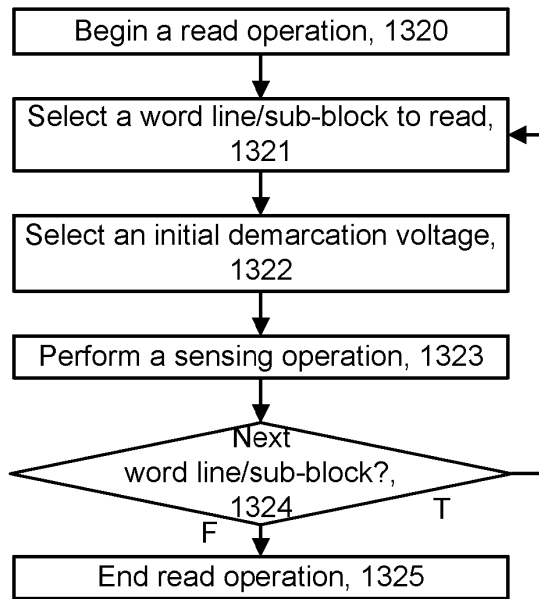 Begin a read operation, 1320
Select a word line/sub-block to read,
1321
Select an initial demarcation voltage,
1322
Perform a sensing operation, 1323
Next
word line/sub-block?,
1324
T
F
End read operation, 1325